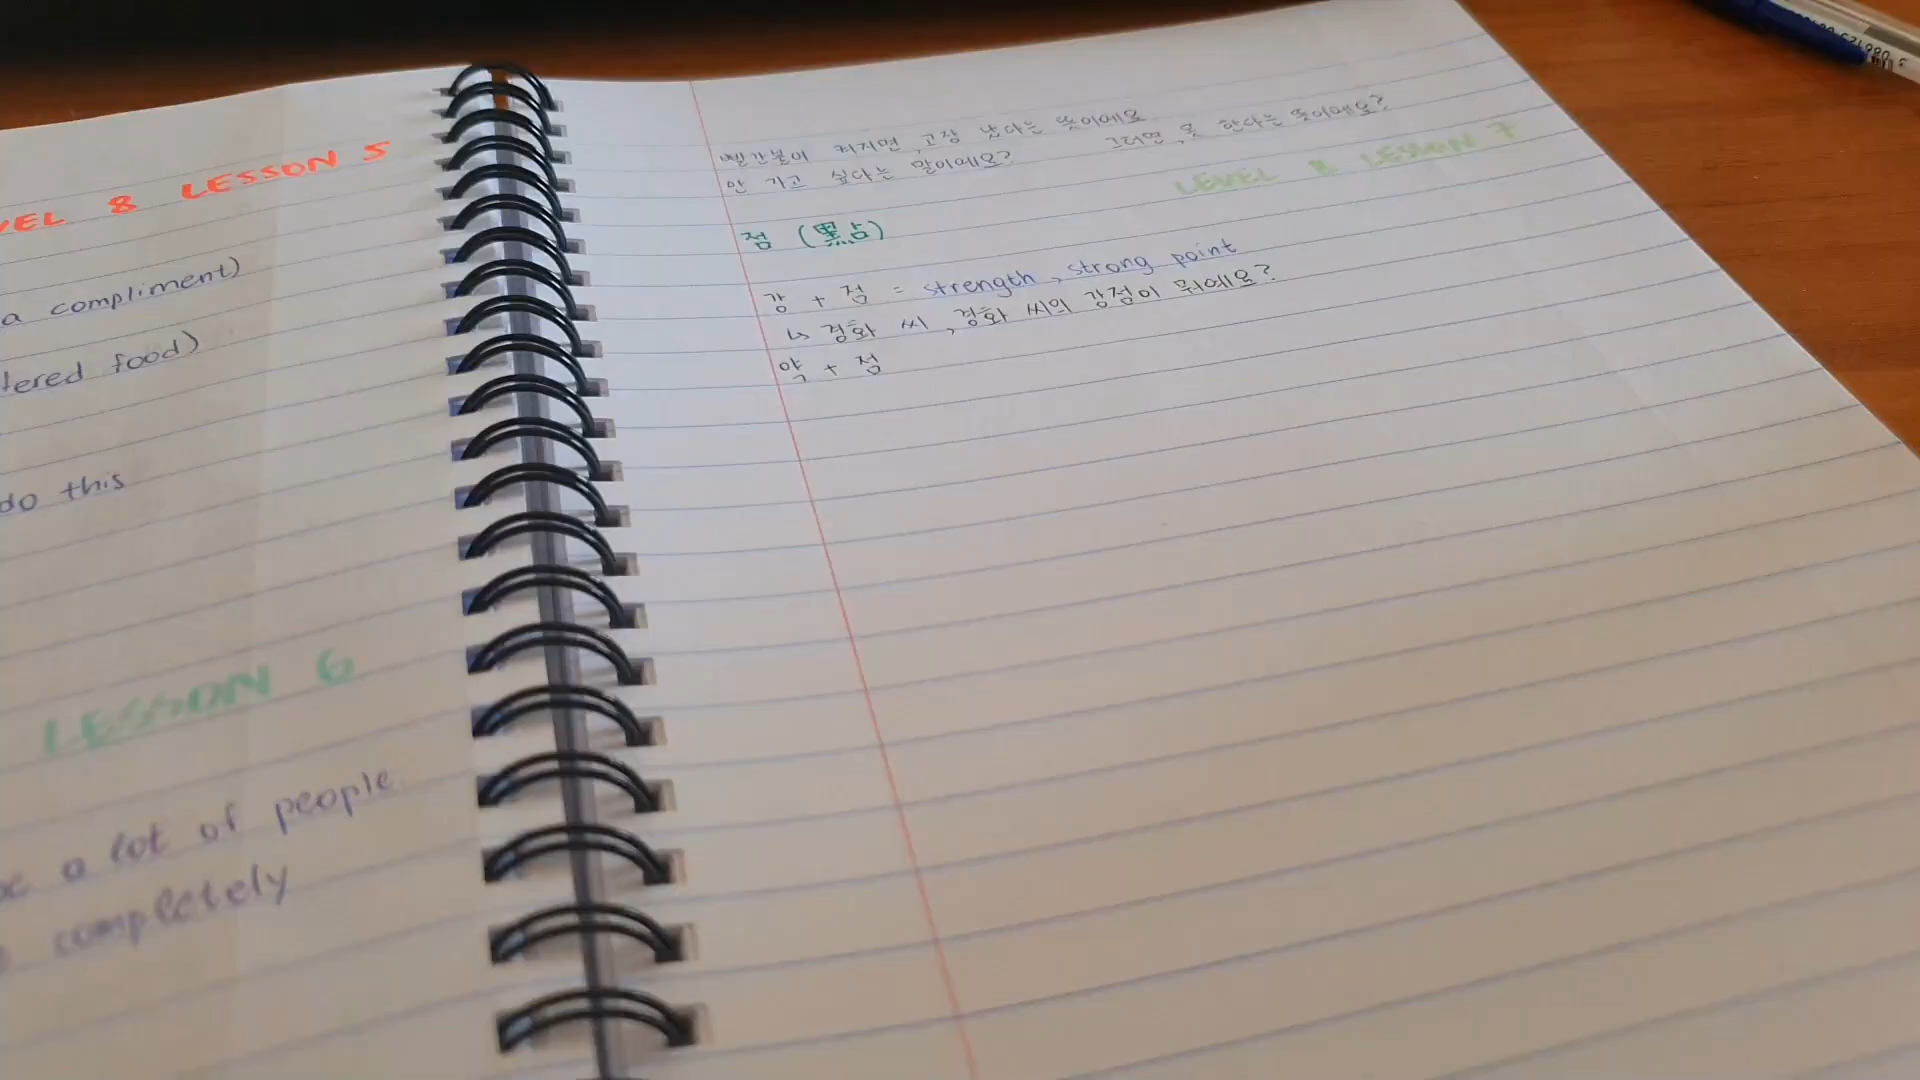 VEL 8 LESSON 5
a compliment)
tered food)
do this
LESSON 6
a lot of people
completely
빨간불이 켜지면, 고장 났다는 뜻이에요
안 가고 싶다는 말이에요? 그러면, 못 한다는 뜻이에요?
LEVEL 8 LESSON 7
점 (點)
강 + 점 = strength, strong point
↳ 경화 씨, 경화 씨의 강점이 뭐예요?
약 + 점